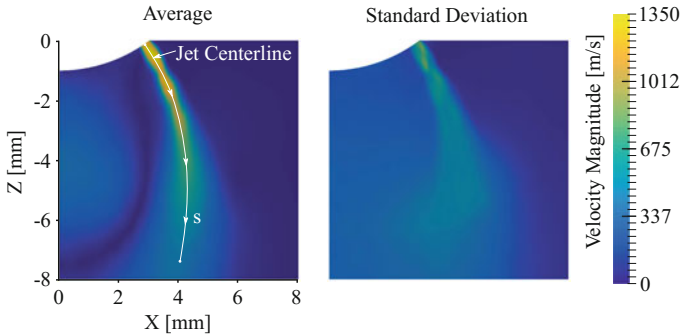 Average
Standard Deviation
Jet Centerline
s
Z [mm]
0
-2
-4
-6
-8
0
2
4
6
8
X [mm]
Velocity Magnitude [m/s]
1350
1012
675
337
0